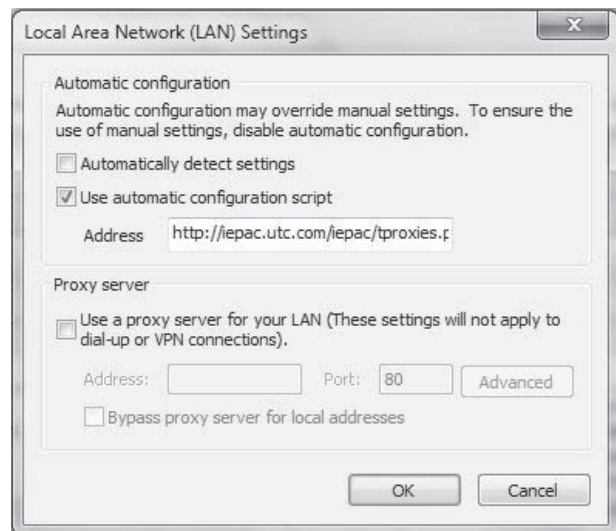 Local Area Network (LAN) Settings
Automatic configuration
Automatic configuration may override manual settings. To ensure the
use of manual settings, disable automatic configuration.
Automatically detect settings
Use automatic configuration script
Address http://iepac.utc.com/iepac/tproxies.p
Proxy server
Use a proxy server for your LAN (These settings will not apply to
dial-up or VPN connections).
Address: Port: 80 Advanced
Bypass proxy server for local addresses
OK Cancel